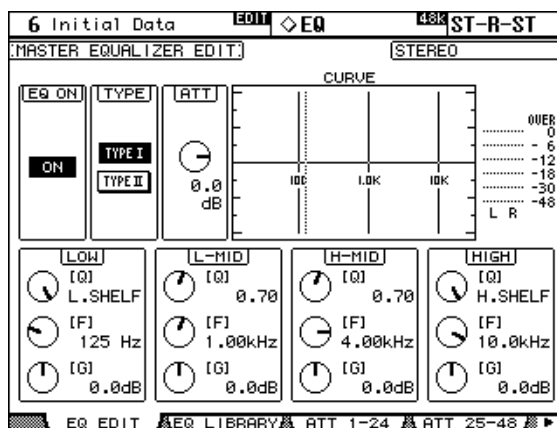 6 Initial Data EDIT ◇EQ 48k ST-R-ST
MASTER EQUALIZER EDIT STEREO
EQ ON TYPE ATT CURVE
ON
TYPE I
TYPE II
0.0
dB
100 1.0K 10K
OVER
0
- 6
-12
-18
-30
-48
L R
LOW L-MID H-MID HIGH
[Q] [Q] [Q] [Q]
L.SHELF 0.70 0.70 H.SHELF
[F] [F] [F] [F]
125 Hz 1.00kHz 4.00kHz 10.0kHz
[G] [G] [G] [G]
0.0dB 0.0dB 0.0dB 0.0dB
EQ EDIT EQ LIBRARY ATT 1-24 ATT 25-48